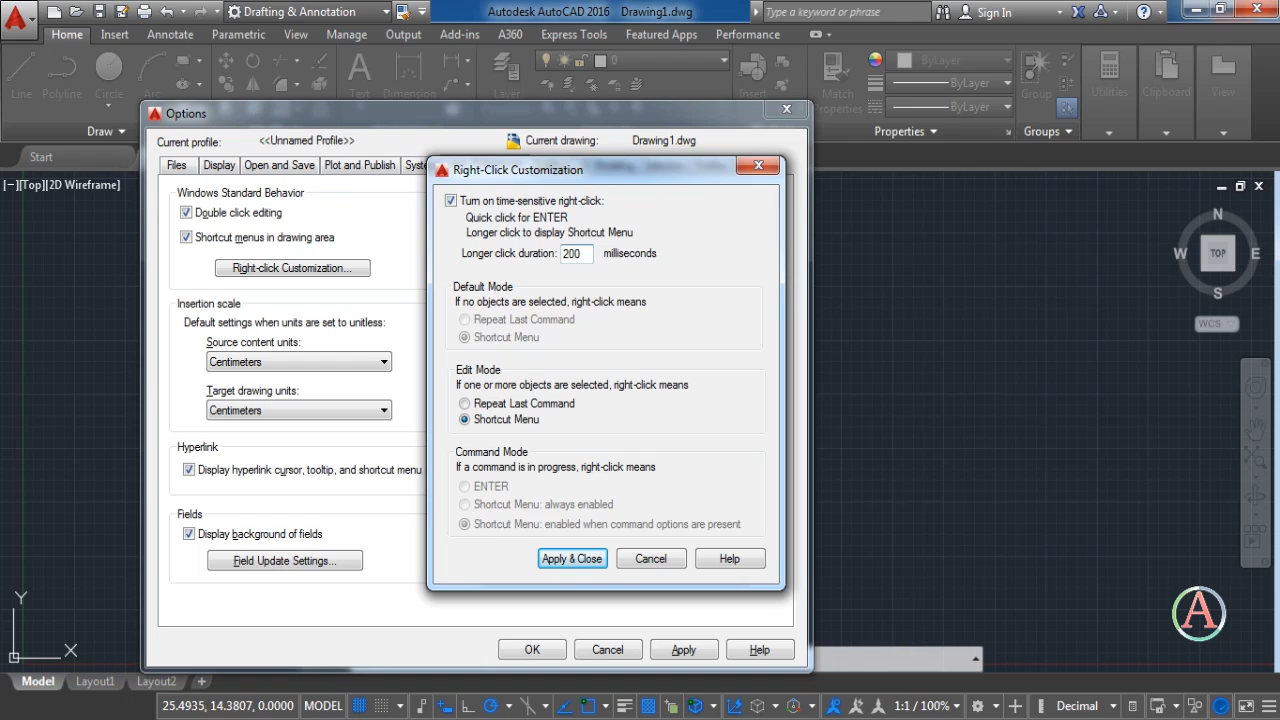 Drafting & Annotation
Autodesk AutoCAD 2016 Drawing1.dwg
Type a keyword or phrase
Sign In
Home Insert Annotate Parametric View Manage Output Add-ins A360 Express Tools Featured Apps Performance
0
ByLayer
ByLayer
ByLayer
Line Polyline Circle Arc
Text Dimension
Layer
Insert
Match
Properties
Group
Utilities
Clipboard
View
Draw
Properties
Groups
Start
[−][Top][2D Wireframe]
Options
Current profile: <<Unnamed Profile>>
Current drawing: Drawing1.dwg
Files Display Open and Save Plot and Publish Syste
Windows Standard Behavior
Double click editing
Shortcut menus in drawing area
Right-click Customization...
Insertion scale
Default settings when units are set to unitless:
Source content units:
Centimeters
Target drawing units:
Centimeters
Hyperlink
Display hyperlink cursor, tooltip, and shortcut menu
Fields
Display background of fields
Field Update Settings...
OK Cancel Apply Help
Right-Click Customization
Turn on time-sensitive right-click:
Quick click for ENTER
Longer click to display Shortcut Menu
Longer click duration: 200 milliseconds
Default Mode
If no objects are selected, right-click means
Repeat Last Command
Shortcut Menu
Edit Mode
If one or more objects are selected, right-click means
Repeat Last Command
Shortcut Menu
Command Mode
If a command is in progress, right-click means
ENTER
Shortcut Menu: always enabled
Shortcut Menu: enabled when command options are present
Apply & Close Cancel Help
N
W TOP E
S
WCS
A
Y
X
Model Layout1 Layout2 +
25.4935, 14.3807, 0.0000 MODEL
1:1 / 100%
Decimal